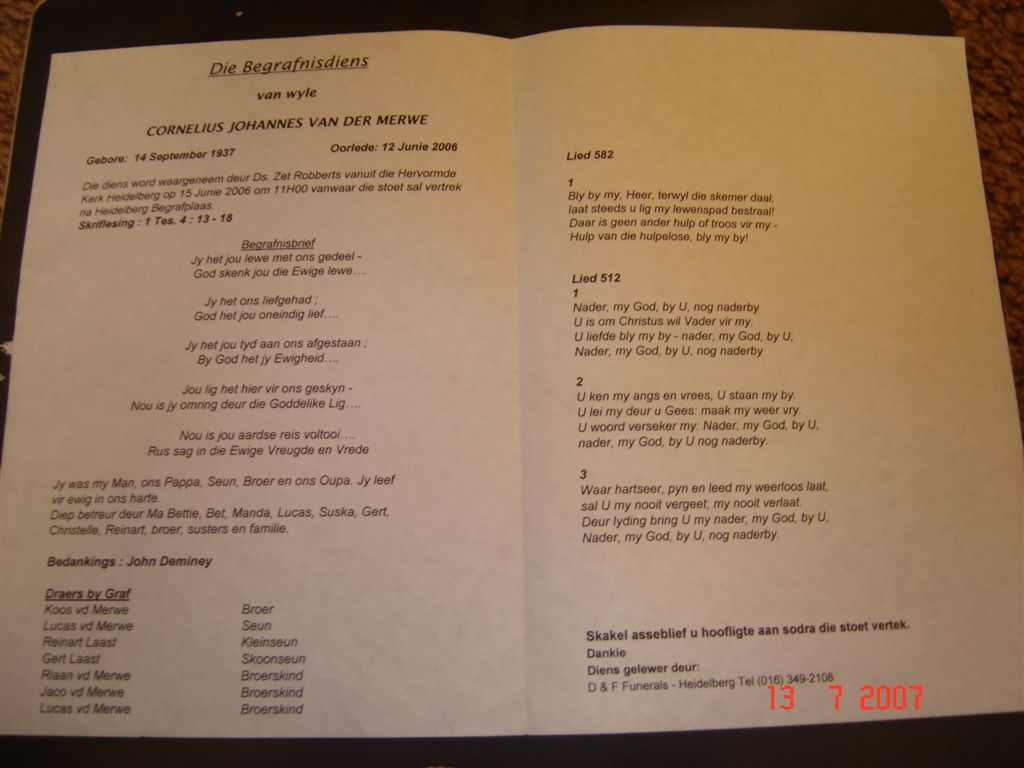 Die Begrafnisdiens
van wyle
CORNELIUS JOHANNES VAN DER MERWE
Gebore: 14 September 1937 Oorlede: 12 Junie 2006
Die diens word waargeneem deur Ds. Zet Robberts vanuit die Hervormde
Kerk Heidelberg op 15 Junie 2006 om 11H00 vanwaar die stoet sal vertrek
na Heidelberg Begrafplaas.
Skriflesing : 1 Tes. 4 : 13 - 18
Begrafnisbrief
Jy het jou lewe met ons gedeel -
God skenk jou die Ewige lewe....
Jy het ons liefgehad ;
God het jou oneindig lief....
Jy het jou tyd aan ons afgestaan ;
By God het jy Ewigheid....
Jou lig het hier vir ons geskyn -
Nou is jy omring deur die Goddelike Lig....
Nou is jou aardse reis voltooi....
Rus sag in die Ewige Vreugde en Vrede
Jy was my Man, ons Pappa, Seun, Broer en ons Oupa. Jy leef
vir ewig in ons harte.
Diep betreur deur Ma Bettie, Bet, Manda, Lucas, Suska, Gert,
Christelle, Reinart, broer, susters en familie.
Bedankings : John Deminey
Draers by Graf
Koos vd Merwe Broer
Lucas vd Merwe Seun
Reinart Laast Kleinseun
Gert Laast Skoonseun
Riaan vd Merwe Broerskind
Jaco vd Merwe Broerskind
Lucas vd Merwe Broerskind
Lied 582
1
Bly by my, Heer, terwyl die skemer daal;
laat steeds u lig my lewenspad bestraal!
Daar is geen ander hulp of troos vir my -
Hulp van die hulpelose, bly my by!
Lied 512
1
Nader, my God, by U, nog naderby
U is om Christus wil Vader vir my.
U liefde bly my by - nader, my God, by U,
Nader, my God, by U, nog naderby
2
U ken my angs en vrees, U staan my by.
U lei my deur u Gees: maak my weer vry.
U woord verseker my: Nader, my God, by U,
nader, my God, by U nog naderby.
3
Waar hartseer, pyn en leed my weerloos laat,
sal U my nooit vergeet; my nooit verlaat.
Deur lyding bring U my nader, my God, by U,
Nader, my God, by U, nog naderby.
Skakel asseblief u hoofligte aan sodra die stoet vertek.
Dankie
Diens gelewer deur:
D & F Funerals - Heidelberg Tel (016) 349-2108
13 7 2007